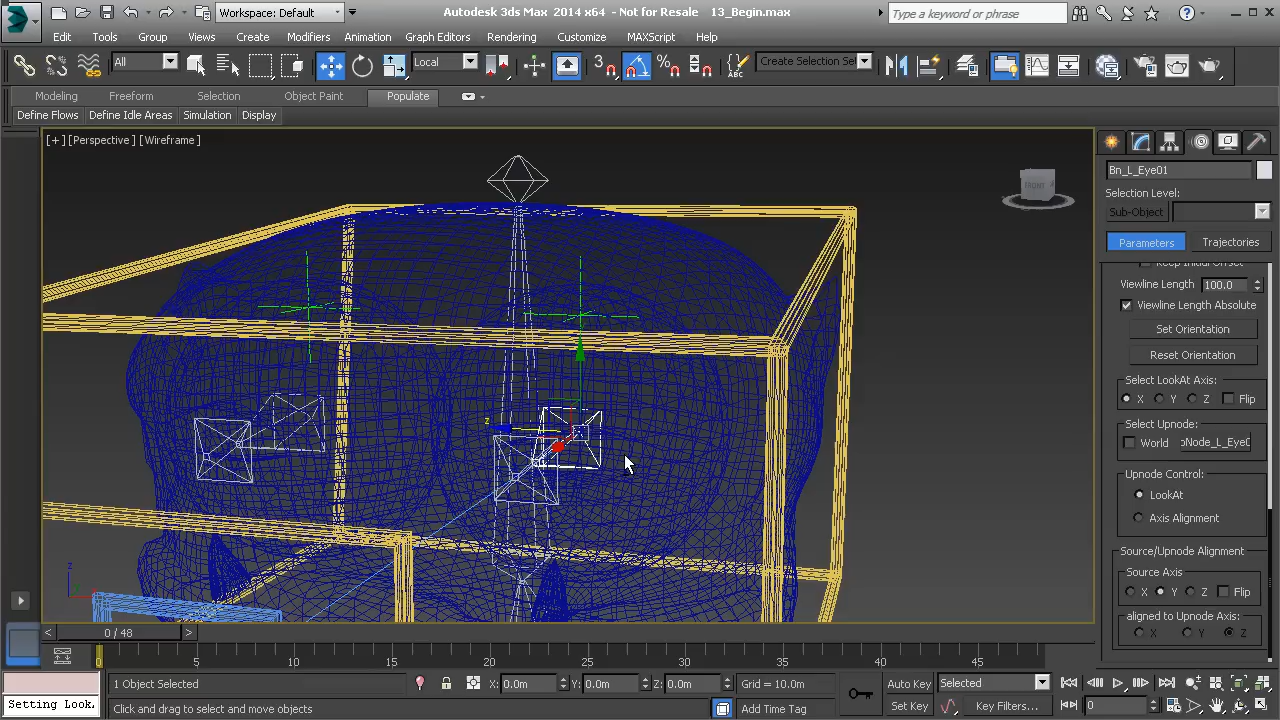 Workspace: Default
Autodesk 3ds Max 2014 x64 - Not for Resale 13_Begin.max
Type a keyword or phrase
Edit Tools Group Views Create Modifiers Animation Graph Editors Rendering Customize MAXScript Help
All
Local
Create Selection Se
Modeling Freeform Selection Object Paint Populate
Define Flows Define Idle Areas Simulation Display
[+] [Perspective] [Wireframe]
FRONT
z
z
Bn_L_Eye01
Selection Level:
Sub-Object
Parameters Trajectories
Keep Initial Offset
Viewline Length 100.0
Viewline Length Absolute
Set Orientation
Reset Orientation
Select LookAt Axis:
X Y Z Flip
Select Upnode:
World oNode_L_Eye0
Upnode Control:
LookAt
Axis Alignment
Source/Upnode Alignment
Source Axis
X Y Z Flip
aligned to Upnode Axis:
X Y Z
< 0 / 48 >
0 5 10 15 20 25 30 35 40 45
1 Object Selected
X: 0.0m Y: 0.0m Z: 0.0m Grid = 10.0m
Auto Key Selected
Setting Look.
Click and drag to select and move objects
Add Time Tag
Set Key Key Filters... 0